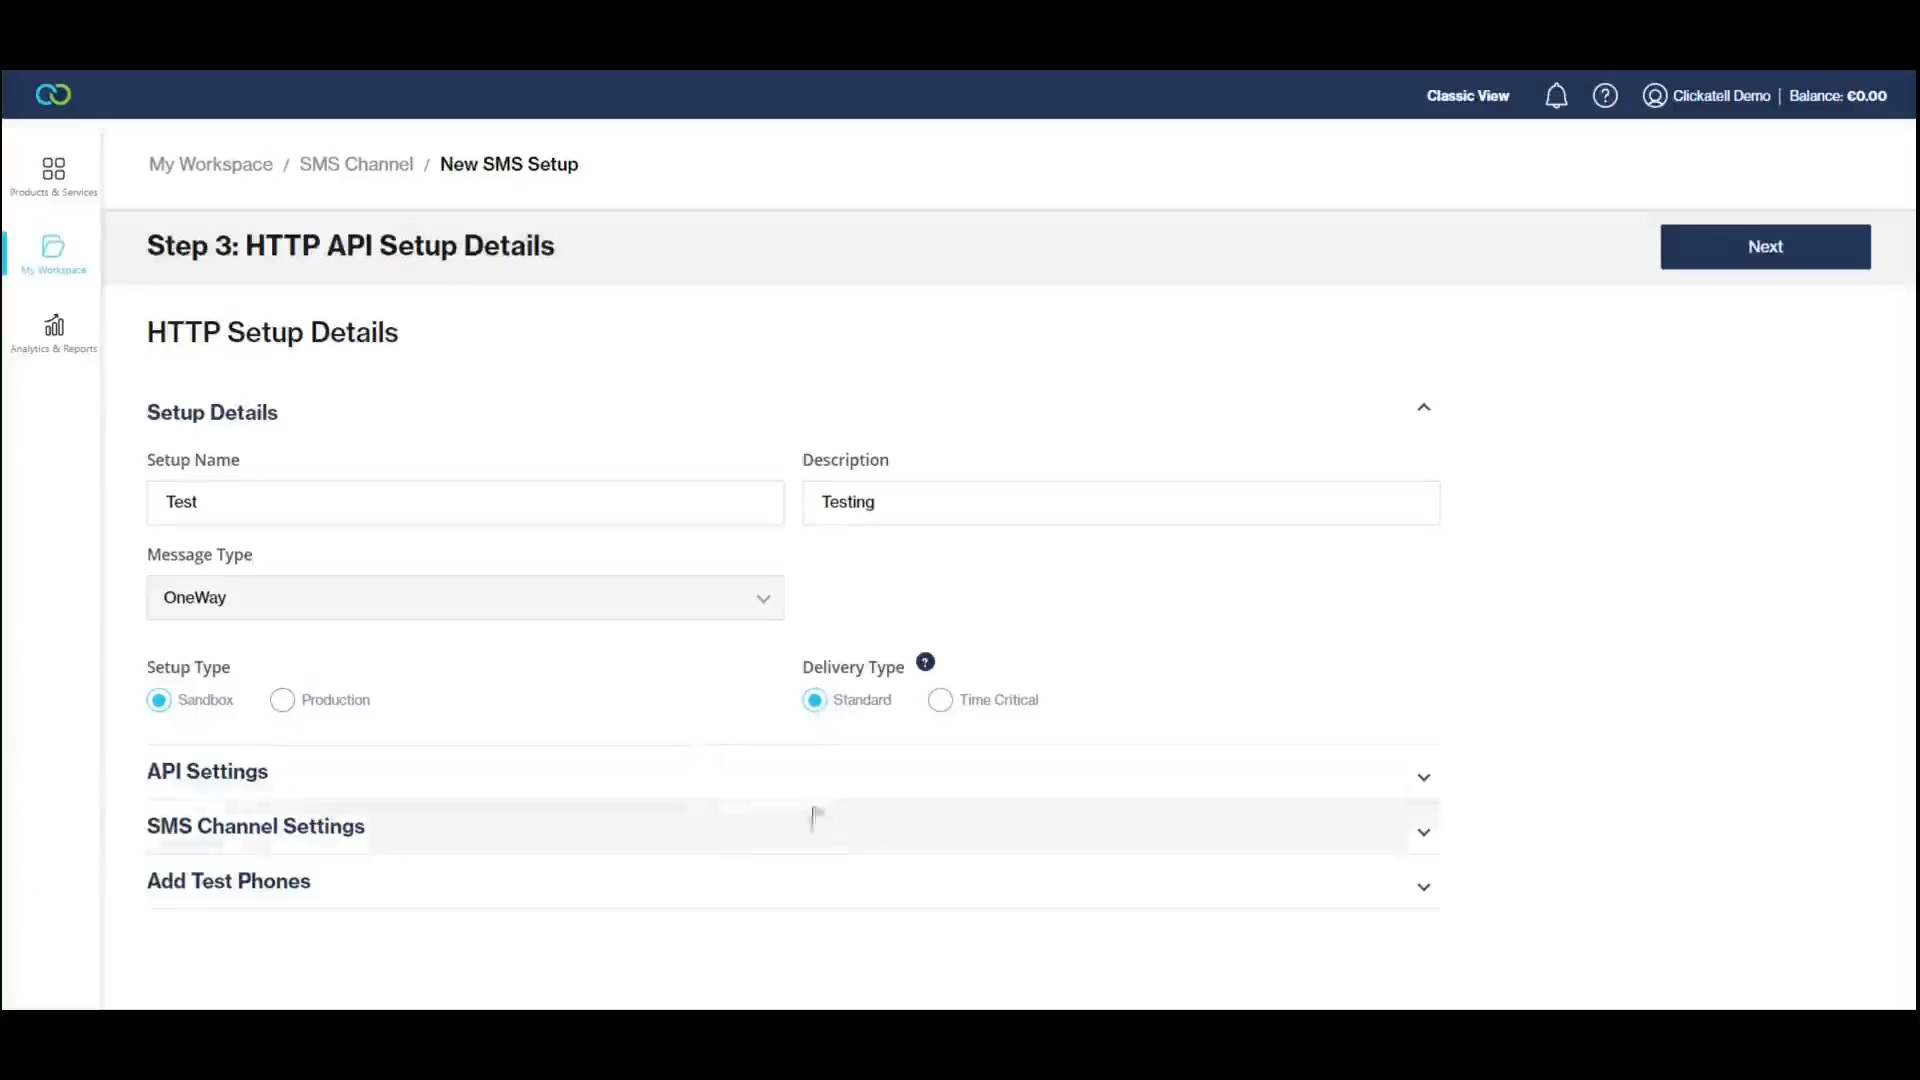 Classic View
?
Clickatell Demo | Balance: €0.00
Products & Services
My Workspace
Analytics & Reports
My Workspace / SMS Channel / New SMS Setup
Step 3: HTTP API Setup Details
Next
HTTP Setup Details
Setup Details
Setup Name
Description
Test
Testing
Message Type
OneWay
Setup Type
Delivery Type ?
Sandbox
Production
Standard
Time Critical
API Settings
SMS Channel Settings
Add Test Phones